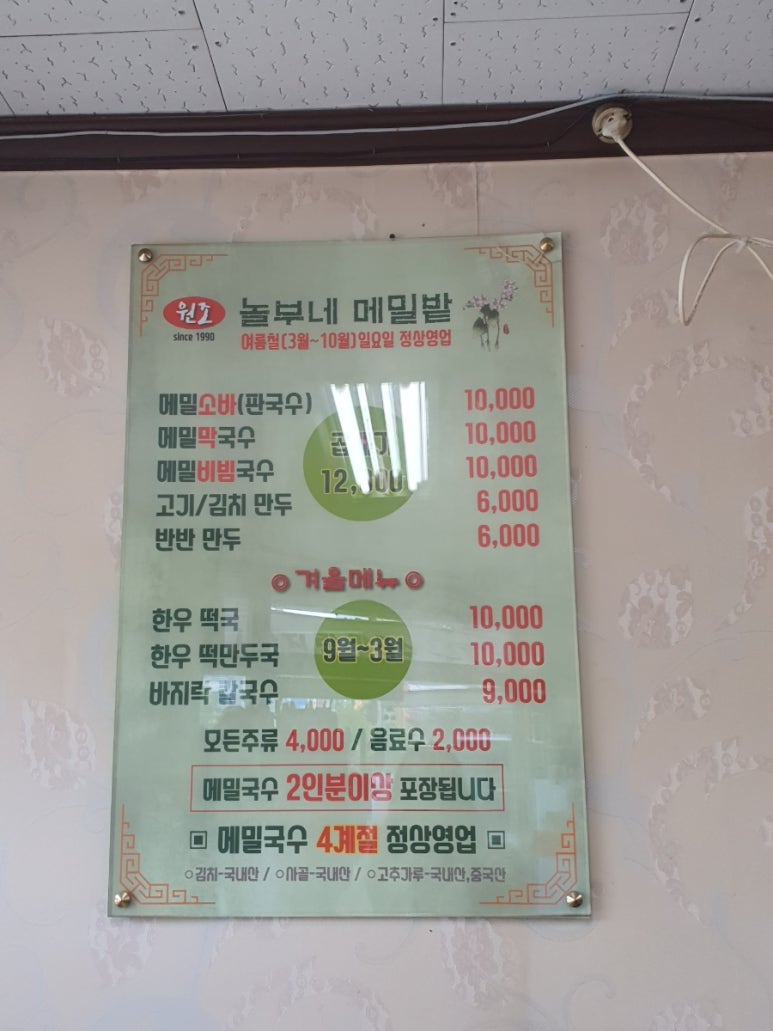 원조 놀부네 메밀밭
since 1990 여름철(3월~10월)일요일 정상영업
메밀소바(판국수) 10,000
메밀막국수 10,000
메밀비빔국수 10,000
고기/김치 만두 6,000
반반 만두 6,000
겨울메뉴
한우 떡국 10,000
한우 떡만두국 9월~3월 10,000
바지락 칼국수 9,000
모든주류 4,000 / 음료수 2,000
메밀국수 2인분이상 포장됩니다
메밀국수 4계절 정상영업
○김치-국내산 / ○사골-국내산 / ○고추가루-국내산,중국산